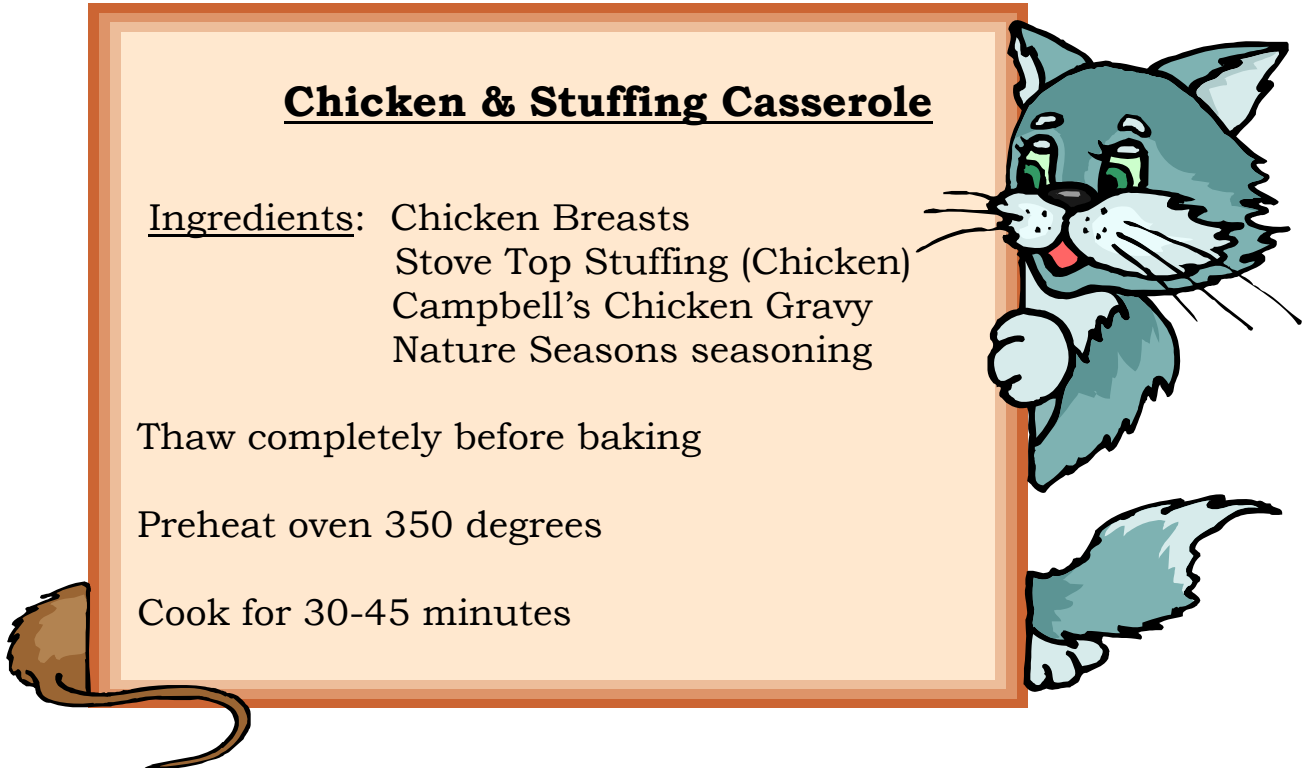 Chicken & Stuffing Casserole
Ingredients: Chicken Breasts
Stove Top Stuffing (Chicken)
Campbell’s Chicken Gravy
Nature Seasons seasoning
Thaw completely before baking
Preheat oven 350 degrees
Cook for 30-45 minutes